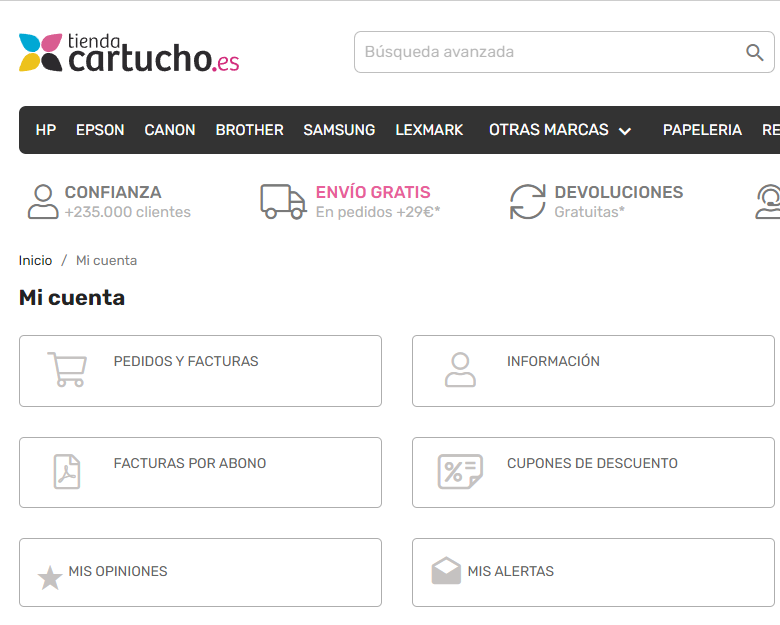 tienda
cartucho.es
Búsqueda avanzada
HP EPSON CANON BROTHER SAMSUNG LEXMARK OTRAS MARCAS PAPELERIA RE
CONFIANZA ENVÍO GRATIS DEVOLUCIONES
+235.000 clientes En pedidos +29€* Gratuitas*
Inicio / Mi cuenta
Mi cuenta
PEDIDOS Y FACTURAS INFORMACIÓN
FACTURAS POR ABONO CUPONES DE DESCUENTO
MIS OPINIONES MIS ALERTAS